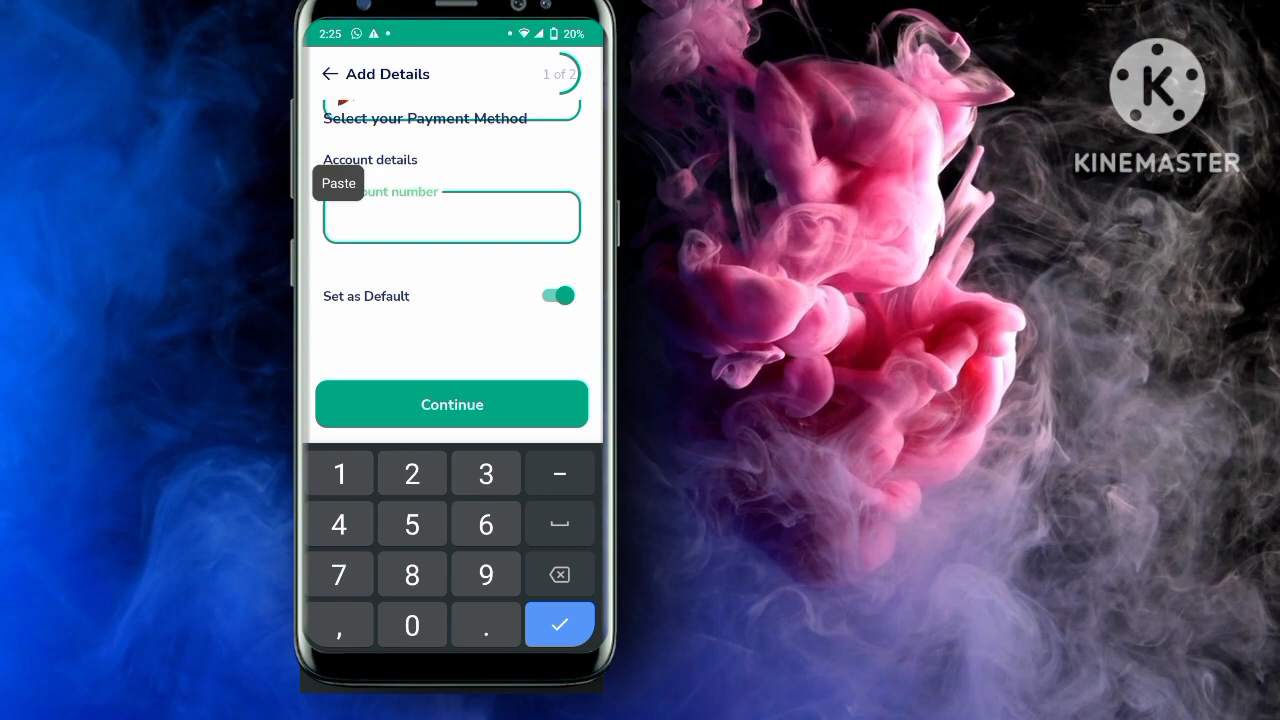 2:25
20%
Add Details
1 of 2
Select your Payment Method
Account details
Paste
ount number
Set as Default
Continue
1 2 3 –
4 5 6
7 8 9
, 0 .
K
KINEMASTER